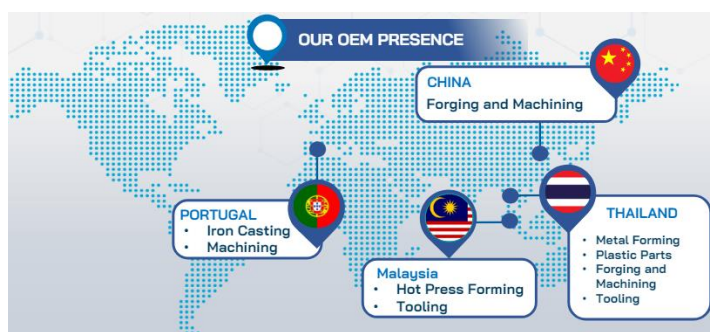 OUR OEM PRESENCE
CHINA
Forging and Machining
PORTUGAL
• Iron Casting
• Machining
Malaysia
• Hot Press Forming
• Tooling
THAILAND
• Metal Forming
• Plastic Parts
• Forging and
Machining
• Tooling